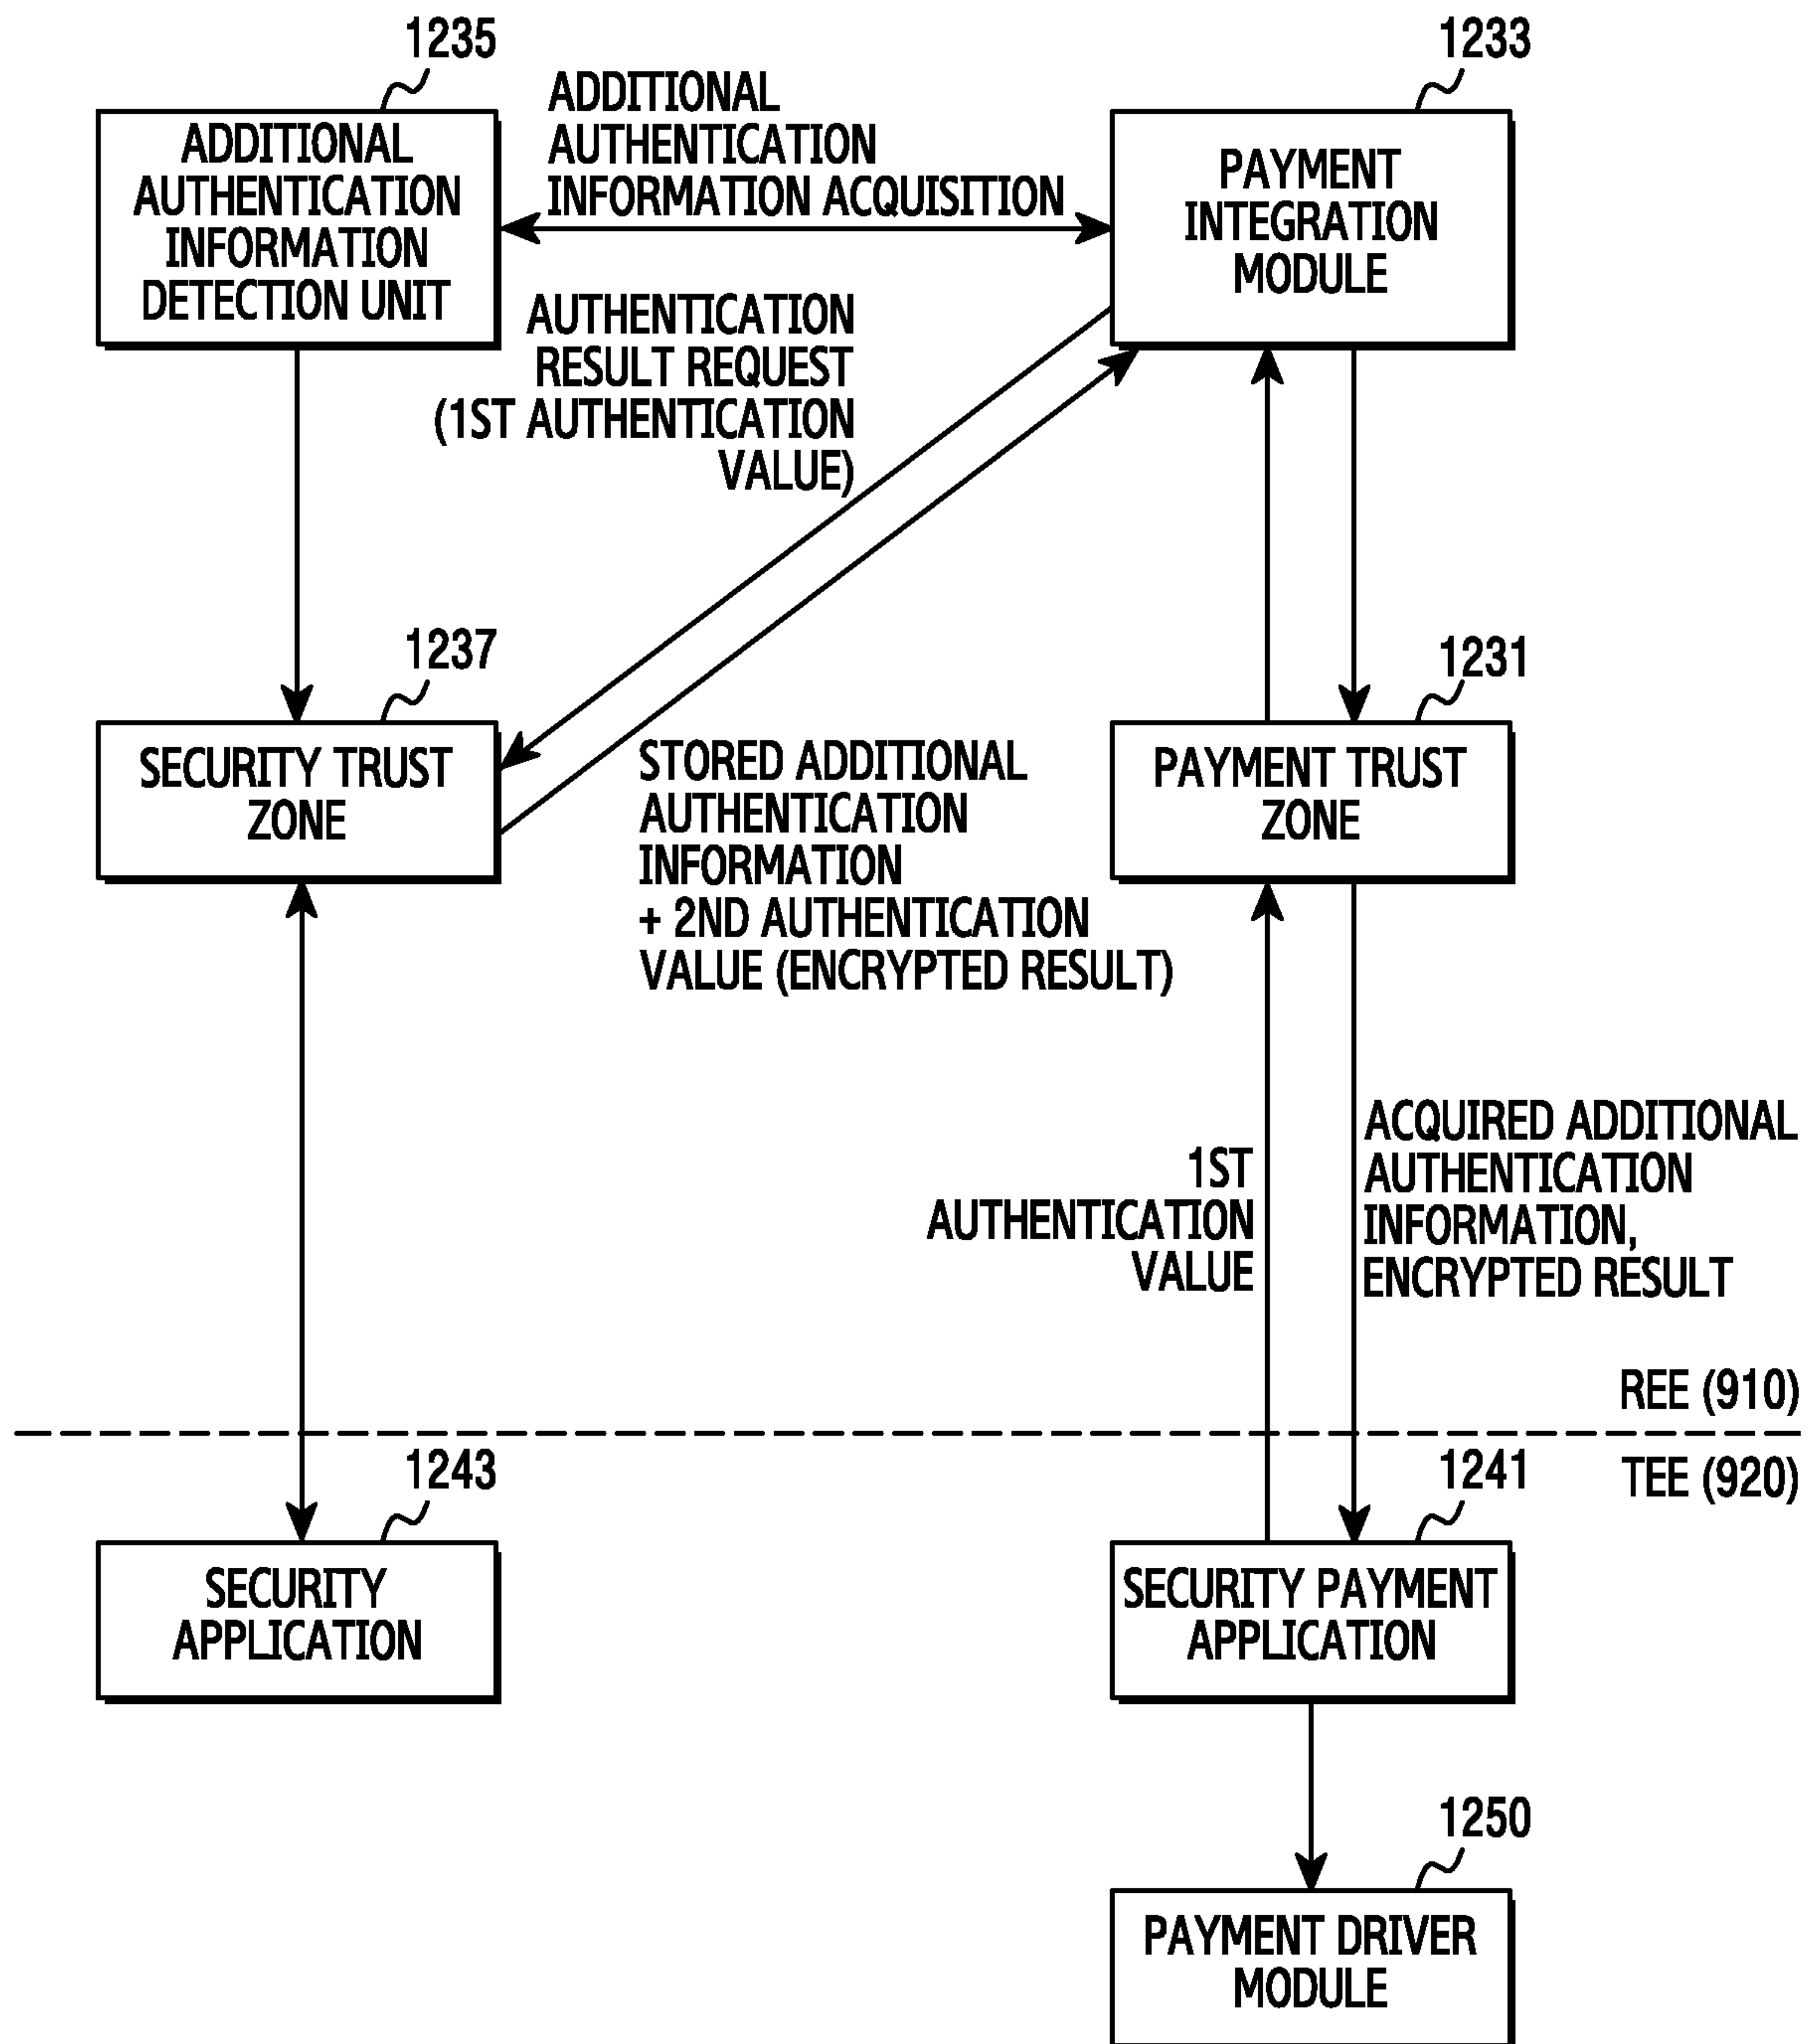 1235
1233
ADDITIONAL
AUTHENTICATION
INFORMATION
DETECTION UNIT
ADDITIONAL
AUTHENTICATION
INFORMATION ACQUISITION
PAYMENT
INTEGRATION
MODULE
AUTHENTICATION
RESULT REQUEST
(1ST AUTHENTICATION
VALUE)
1237
1231
SECURITY TRUST
ZONE
STORED ADDITIONAL
AUTHENTICATION
INFORMATION
+ 2ND AUTHENTICATION
VALUE (ENCRYPTED RESULT)
PAYMENT TRUST
ZONE
1ST
AUTHENTICATION
VALUE
ACQUIRED ADDITIONAL
AUTHENTICATION
INFORMATION,
ENCRYPTED RESULT
REE (910)
TEE (920)
1243
1241
SECURITY
APPLICATION
SECURITY PAYMENT
APPLICATION
1250
PAYMENT DRIVER
MODULE